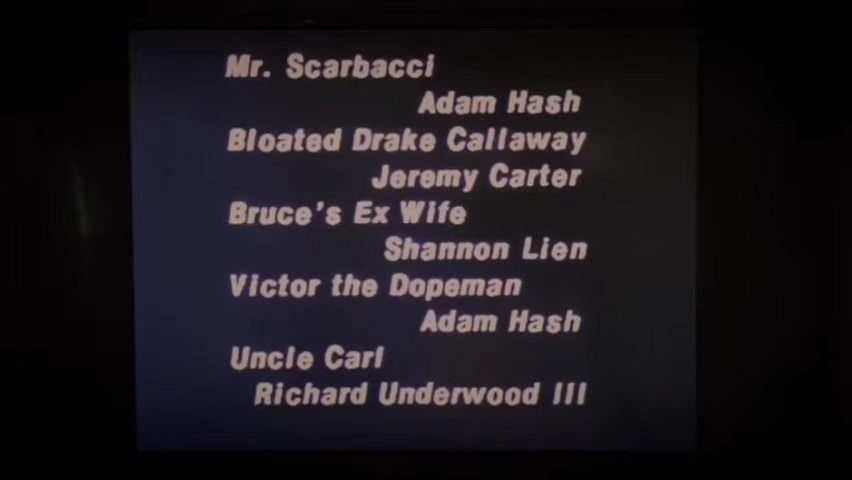 Mr. Scarbacci
Adam Hash
Bloated Drake Callaway
Jeremy Carter
Bruce's Ex Wife
Shannon Lien
Victor the Dopeman
Adam Hash
Uncle Carl
Richard Underwood III